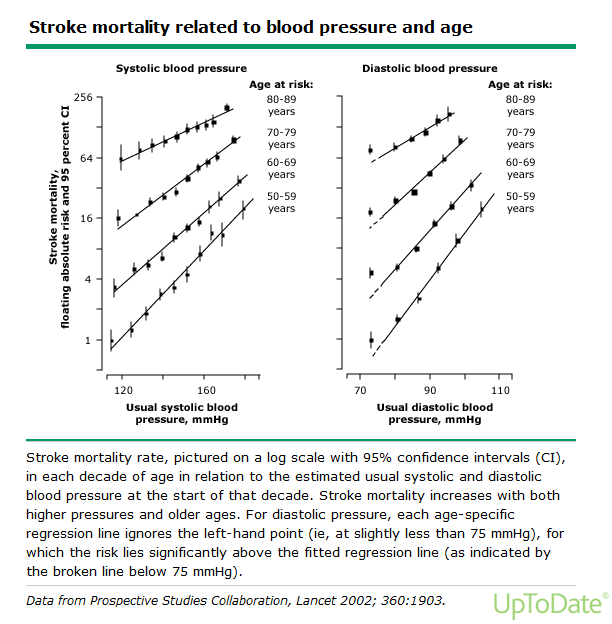 Stroke mortality related to blood pressure and age
Systolic blood pressure
Age at risk:
256
64
16
4
1
Stroke mortality,
floating absolute risk and 95 percent CI
80-89
years
70-79
years
60-69
years
50-59
years
120
160
Usual systolic blood
pressure, mmHg
Diastolic blood pressure
Age at risk:
80-89
years
70-79
years
60-69
years
50-59
years
70
90
110
Usual diastolic blood
pressure, mmHg
Stroke mortality rate, pictured on a log scale with 95% confidence intervals (CI),
in each decade of age in relation to the estimated usual systolic and diastolic
blood pressure at the start of that decade. Stroke mortality increases with both
higher pressures and older ages. For diastolic pressure, each age-specific
regression line ignores the left-hand point (ie, at slightly less than 75 mmHg), for
which the risk lies significantly above the fitted regression line (as indicated by
the broken line below 75 mmHg).
Data from Prospective Studies Collaboration, Lancet 2002; 360:1903.
UpToDate®